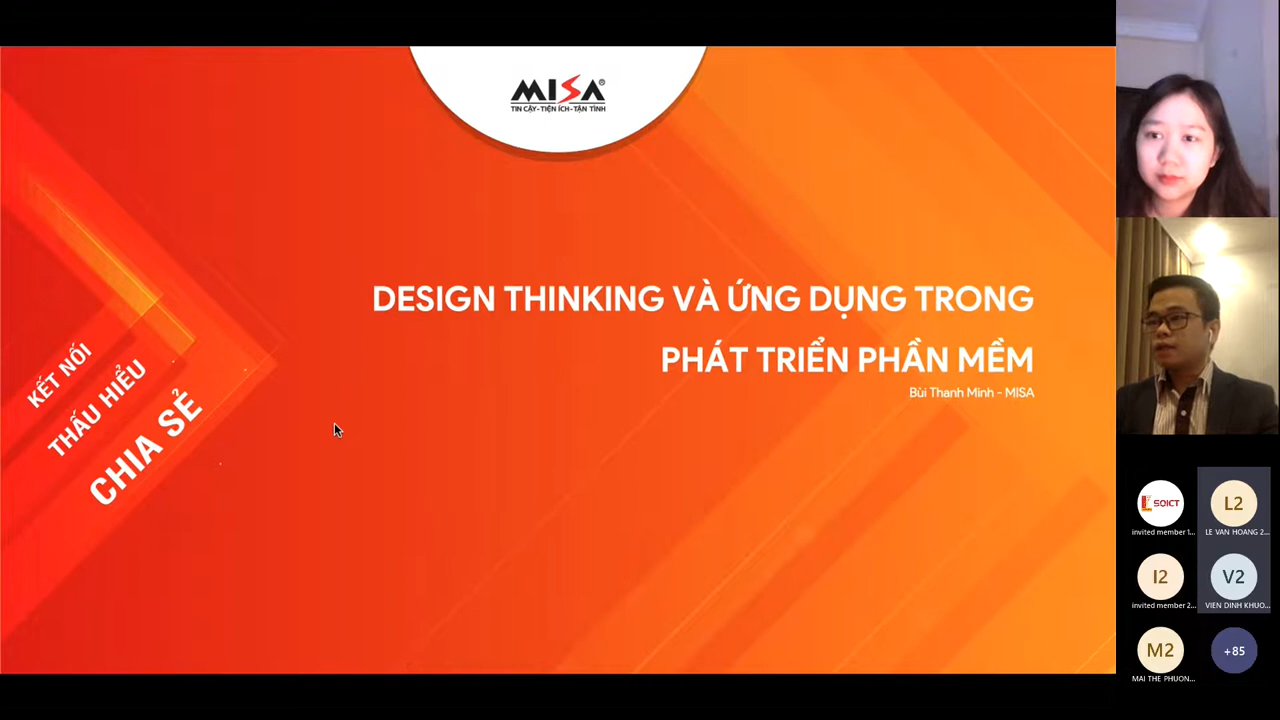 MISA®
TIN CẬY-TIỆN ÍCH-TẬN TÌNH
DESIGN THINKING VÀ ỨNG DỤNG TRONG
PHÁT TRIỂN PHẦN MỀM
Bùi Thanh Minh - MISA
KẾT NỐI
THẤU HIỂU
CHIA SẺ
SOICT
invited member 1...
L2
LE VAN HOANG 2...
I2
invited member 2...
V2
VIEN DINH KHUO...
M2
MAI THE PHUON...
+85